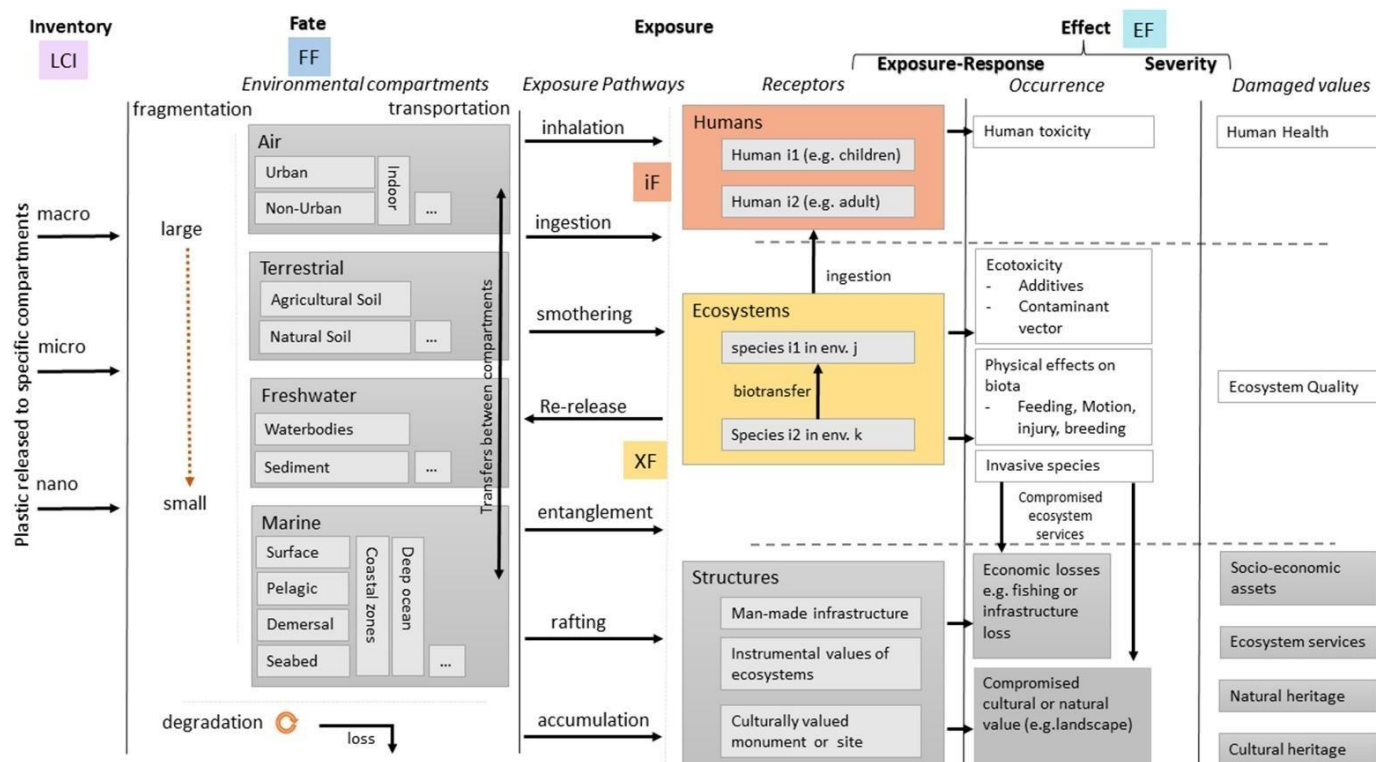 Inventory
LCI
Fate
FF
Exposure
Effect
EF
Exposure-Response
Severity
Environmental compartments
Exposure Pathways
Receptors
Occurrence
Damaged values
fragmentation
transportation
Plastic released to specific compartments
macro
micro
nano
large
small
Air
Urban
Non-Urban
Indoor
...
Terrestrial
Agricultural Soil
Natural Soil
...
Freshwater
Waterbodies
Sediment
...
Marine
Surface
Pelagic
Demersal
Seabed
Coastal zones
Deep ocean
...
Transfers between compartments
degradation
loss
inhalation
iF
ingestion
smothering
Re-release
XF
entanglement
rafting
accumulation
Humans
Human i1 (e.g. children)
Human i2 (e.g. adult)
ingestion
Ecosystems
species i1 in env. j
biotransfer
Species i2 in env. k
Structures
Man-made infrastructure
Instrumental values of
ecosystems
Culturally valued
monument or site
Human toxicity
Ecotoxicity
- Additives
- Contaminant
vector
Physical effects on
biota
- Feeding, Motion,
injury, breeding
Invasive species
Compromised
ecosystem
services
Economic losses
e.g. fishing or
infrastructure
loss
Compromised
cultural or natural
value (e.g.landscape)
Human Health
Ecosystem Quality
Socio-economic
assets
Ecosystem services
Natural heritage
Cultural heritage